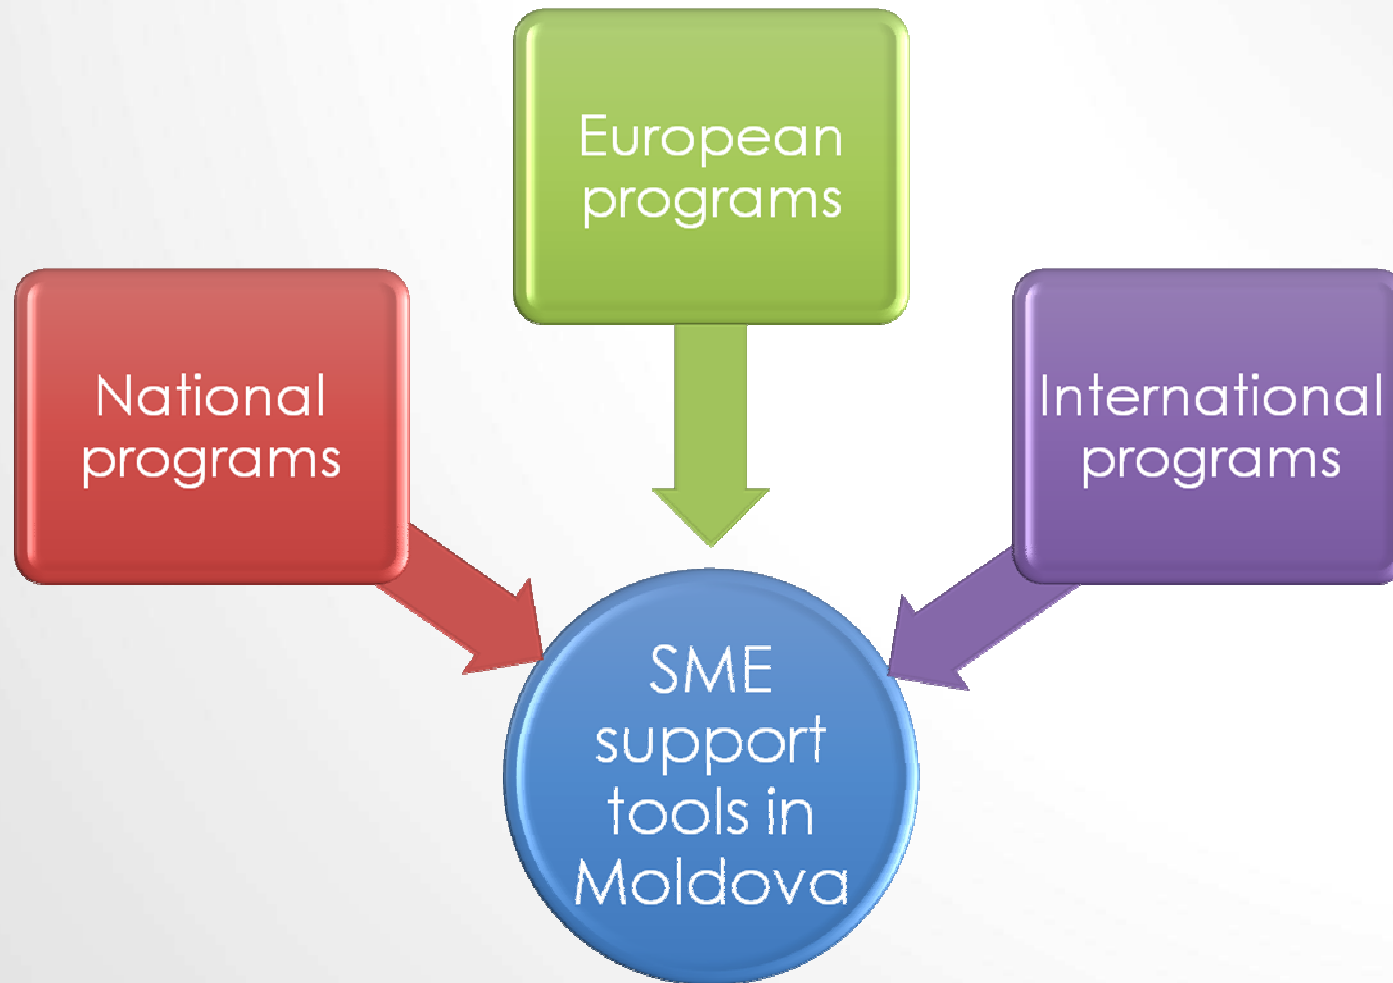 European
programs
National
programs
International
programs
SME
support
tools in
Moldova